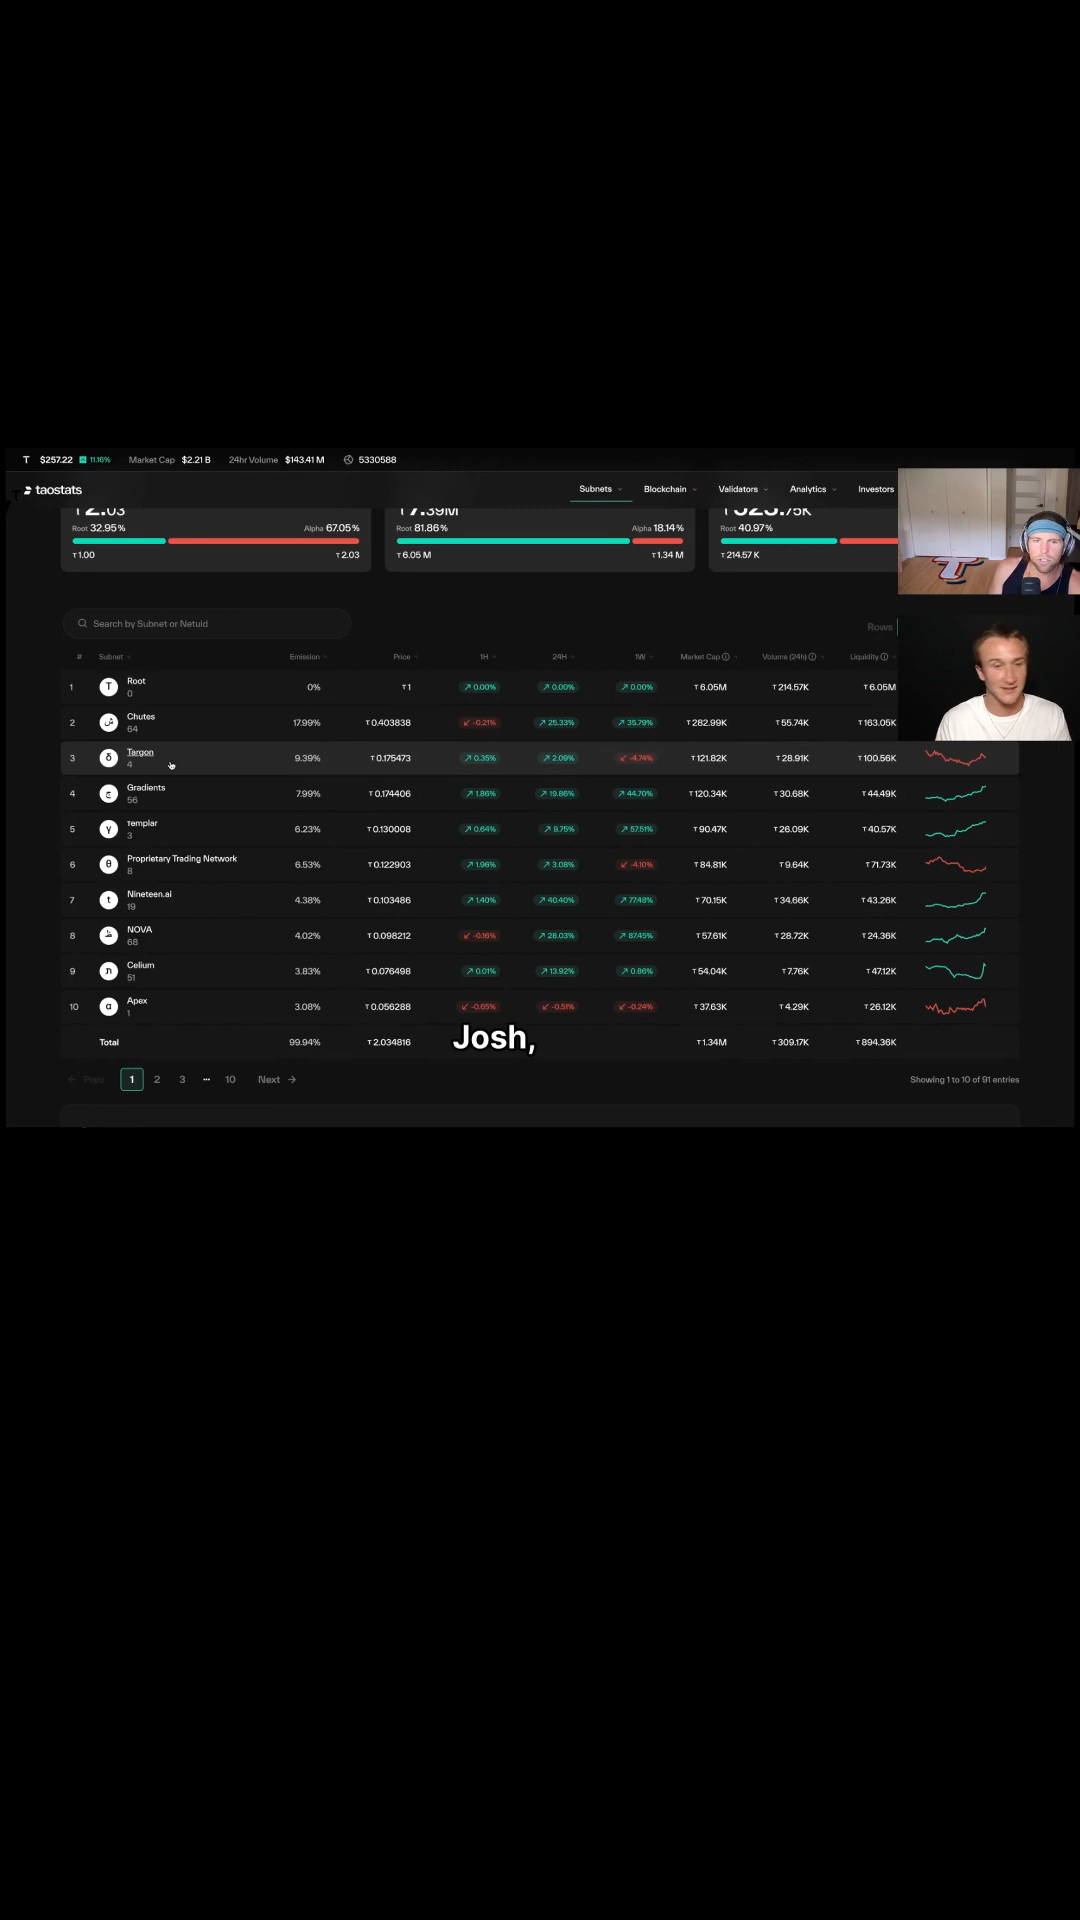 T $257.22 11.16% Market Cap $2.21 B 24hr Volume $143.41 M 5330588
taostats Subnets Blockchain Validators Analytics Investors
Root 32.95% Alpha 67.05% Root 81.86% Alpha 18.14% Root 40.97%
T 1.00 T 2.03 T 6.05 M T 1.34 M T 214.57 K
Search by Subnet or Netuid Rows
# Subnet Emission Price 1H 24H 1W Market Cap Volume (24h) Liquidity
1 T Root 0% T 1 0.00% 0.00% 0.00% T 6.05M T 214.57K T 6.05M
0
2 ش Chutes 17.99% T 0.403838 -0.21% 25.33% 35.79% T 282.99K T 55.74K T 163.05K
64
3 δ Targon 9.39% T 0.175473 0.35% 2.09% -4.74% T 121.82K T 28.91K T 100.56K
4
4 ج Gradients 7.99% T 0.174406 1.86% 19.86% 44.70% T 120.34K T 30.68K T 44.49K
56
5 γ τemplar 6.23% T 0.130008 0.64% 9.75% 57.51% T 90.47K T 26.09K T 40.57K
3
6 θ Proprietary Trading Network 6.53% T 0.122903 1.96% 3.08% -4.10% T 84.81K T 9.64K T 71.73K
8
7 t Nineteen.ai 4.38% T 0.103486 1.40% 40.40% 77.48% T 70.15K T 34.66K T 43.26K
19
8 NOVA 4.02% T 0.098212 -0.16% 28.03% 87.45% T 57.61K T 28.72K T 24.36K
68
9 ת Celium 3.83% T 0.076498 0.01% 13.92% 0.86% T 54.04K T 7.76K T 47.12K
51
10 α Apex 3.08% T 0.056288 -0.65% -0.51% -0.24% T 37.63K T 4.29K T 26.12K
1
Josh,
Total 99.94% T 2.034816 T 1.34M T 309.17K T 894.36K
Prev 1 2 3 ... 10 Next Showing 1 to 10 of 91 entries